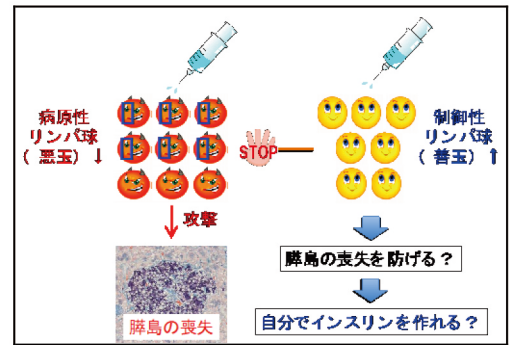 病原性
リンパ球
(悪玉)↓
STOP
制御性
リンパ球
(善玉)↑
攻撃
膵島の喪失
膵島の喪失を防げる?
自分でインスリンを作れる?